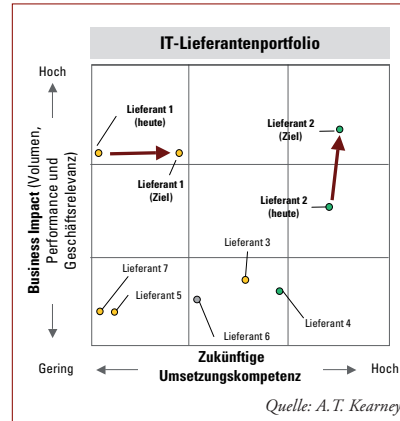 IT-Lieferantenportfolio
Hoch
Business Impact (Volumen,
Performance und
Geschäftsrelevanz)
Lieferant 1
(heute)
Lieferant 2
(Ziel)
Lieferant 1
(Ziel)
Lieferant 2
(heute)
Lieferant 3
Lieferant 7
Lieferant 5
Lieferant 6
Lieferant 4
Gering
Zukünftige
Umsetzungskompetenz
Hoch
Quelle: A.T. Kearney